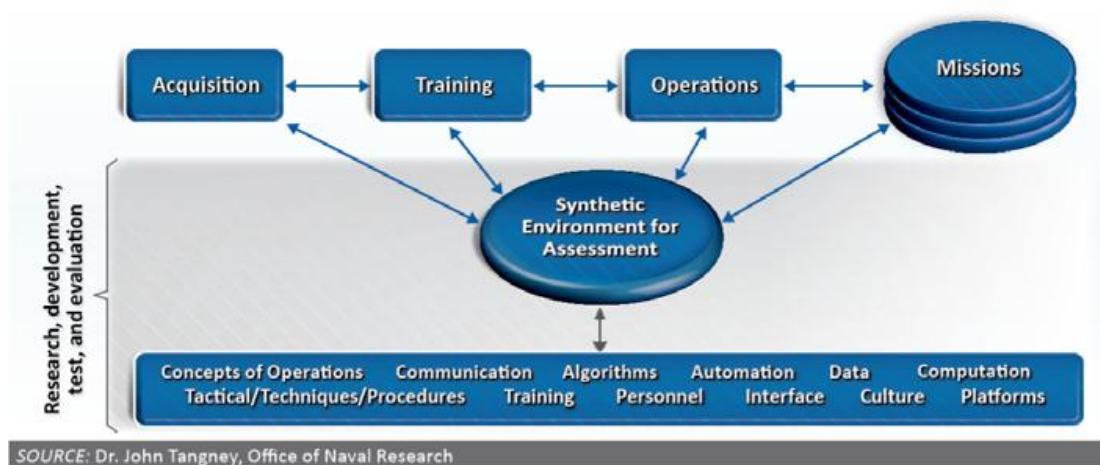 Acquisition
Training
Operations
Missions
Synthetic
Environment for
Assessment
Research, development,
test, and evaluation
Concepts of Operations Communication Algorithms Automation Data Computation
Tactical/Techniques/Procedures Training Personnel Interface Culture Platforms
SOURCE: Dr. John Tangney, Office of Naval Research